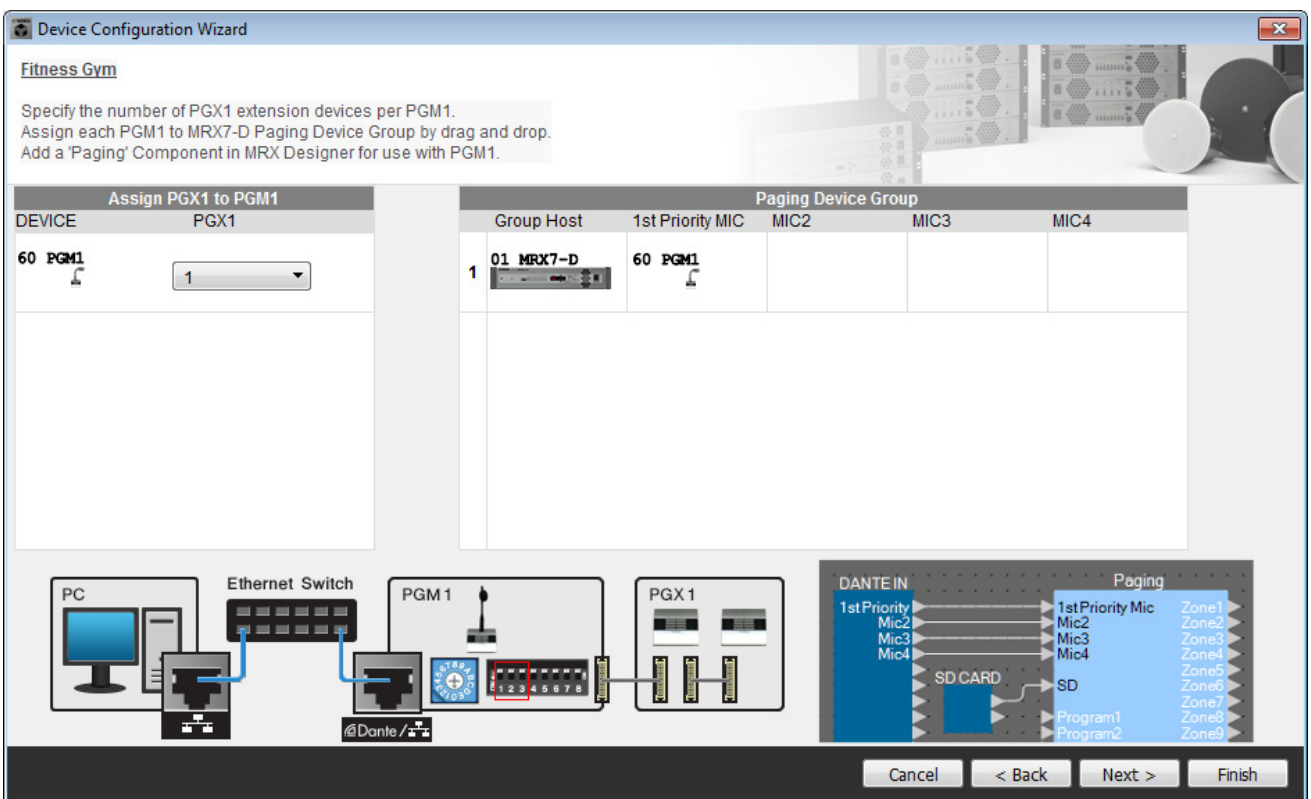 Device Configuration Wizard
Fitness Gym
Specify the number of PGX1 extension devices per PGM1.
Assign each PGM1 to MRX7-D Paging Device Group by drag and drop.
Add a 'Paging' Component in MRX Designer for use with PGM1.
Assign PGX1 to PGM1
DEVICE PGX1
60 PGM1
1
Paging Device Group
Group Host 1st Priority MIC MIC2 MIC3 MIC4
1 01 MRX7-D 60 PGM1
PC
Ethernet Switch
PGM1
1 2 3 4 5 6 7 8
Dante/
PGX1
DANTE IN
1st Priority
Mic2
Mic3
Mic4
SD CARD
Paging
1st Priority Mic Zone1
Mic2 Zone2
Mic3 Zone3
Mic4 Zone4
Zone5
SD Zone6
Zone7
Program1 Zone8
Program2 Zone9
Cancel < Back Next > Finish